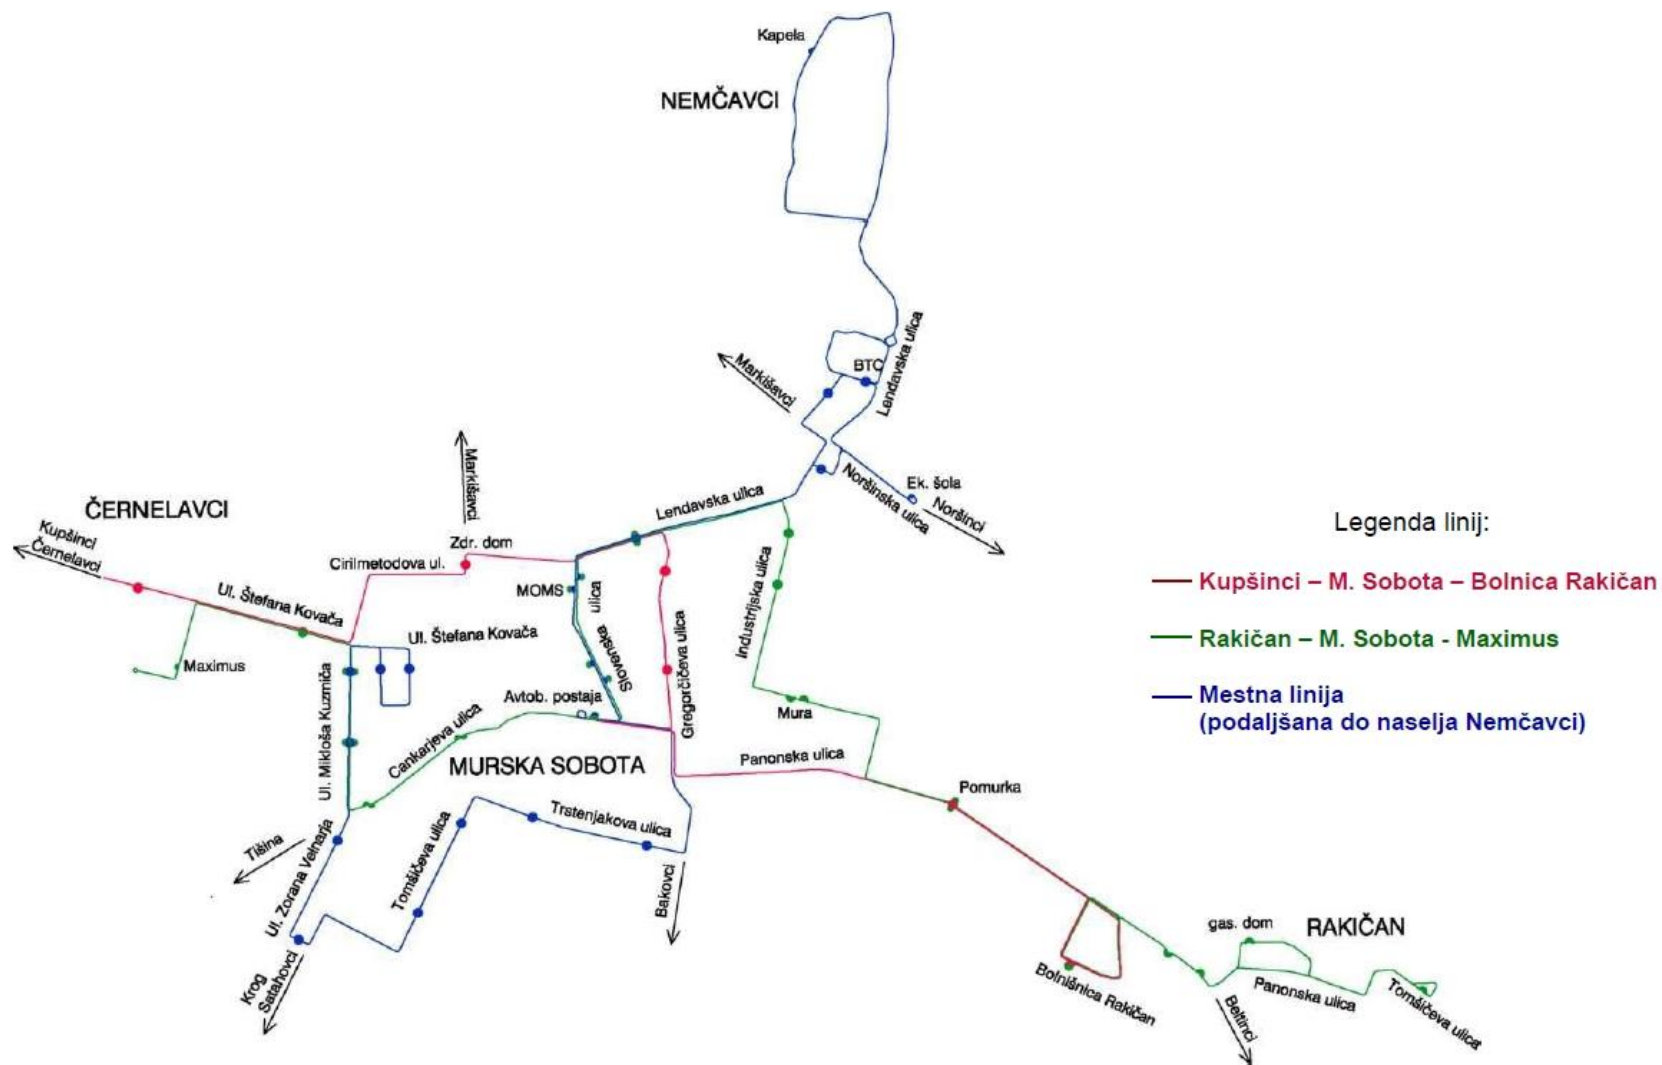 Kapela
NEMČAVCI
Lendavska ulica
BTC
Markišavci
Ek. šola
Noršinska ulica
Noršinci
Markišavci
Lendavska ulica
ČERNELAVCI
Kupšinci
Černelavci
Cirilmetodova ul.
Zdr. dom
Ul. Štefana Kovača
MOMS
Slovenska
ulica
Ul. Štefana Kovača
Maximus
Ul. Mikloša Kuzmiča
Avtob. postaja
Gregorčičeva ulica
Industrijska ulica
Mura
Cankarjeva ulica
MURSKA SOBOTA
Panonska ulica
Pomurka
Tišina
Ul. Zorana Velnarja
Tomšičeva ulica
Trstenjakova ulica
Bakovci
Krog
Satahovci
Bolnišnica Rakičan
gas. dom
RAKIČAN
Panonska ulica
Tomšičeva ulica
Beltinci
Legenda linij:
Kupšinci – M. Sobota – Bolnica Rakičan
Rakičan – M. Sobota - Maximus
Mestna linija
(podaljšana do naselja Nemčavci)